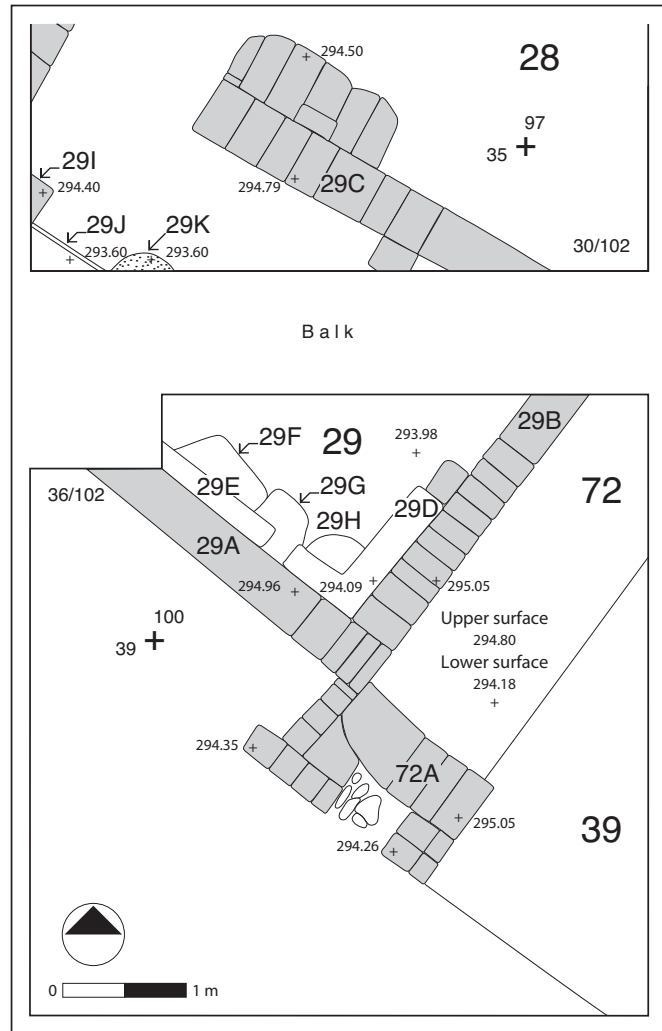 294.50
28
97
35
29I
294.40
294.79
29C
29J
29K
293.60
293.60
30/102
Balk
29B
29F
29
293.98
29E
29G
72
36/102
29H
29D
29A
294.96
294.09
295.05
100
39
Upper surface
294.80
Lower surface
294.18
294.35
72A
295.05
39
294.26
0
1 m